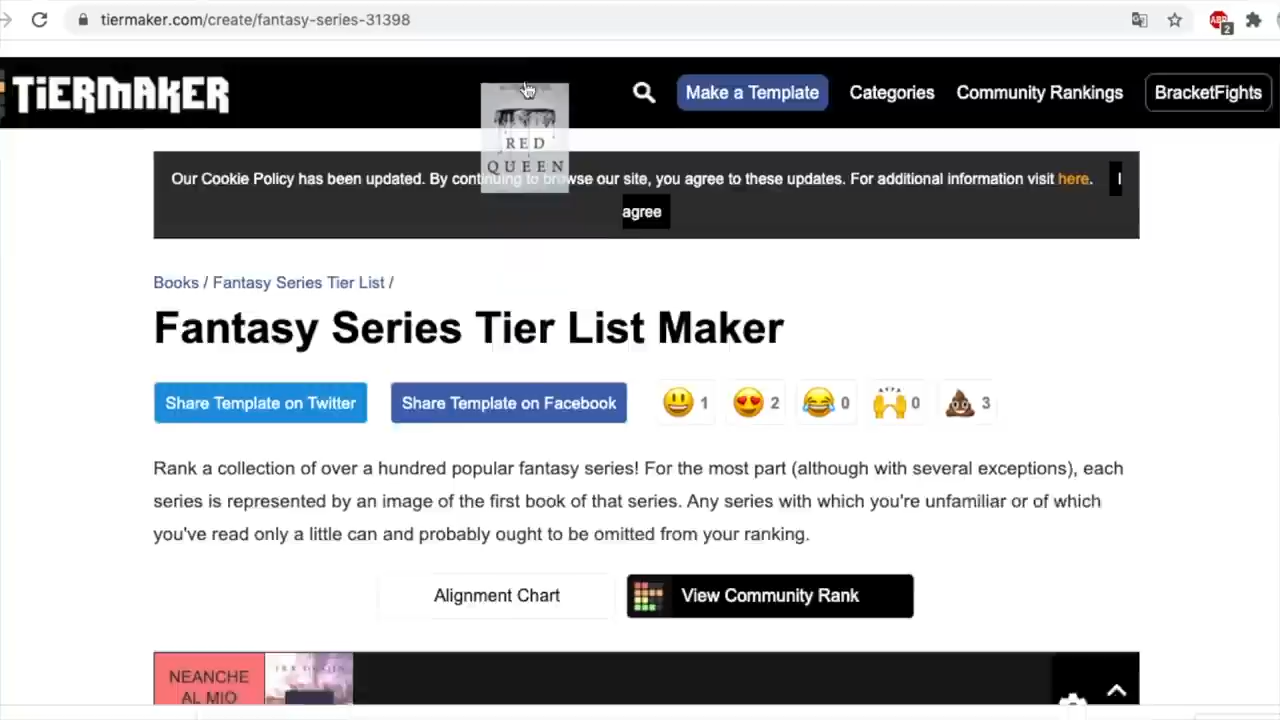 tiermaker.com/create/fantasy-series-31398
ABP
2
TiERMAKER
Make a Template
Categories
Community Rankings
BracketFights
RED
QUEEN
Our Cookie Policy has been updated. By continuing to browse our site, you agree to these updates. For additional information visit here. I
agree
Books / Fantasy Series Tier List /
Fantasy Series Tier List Maker
Share Template on Twitter
Share Template on Facebook
1
2
0
0
3
Rank a collection of over a hundred popular fantasy series! For the most part (although with several exceptions), each
series is represented by an image of the first book of that series. Any series with which you're unfamiliar or of which
you've read only a little can and probably ought to be omitted from your ranking.
Alignment Chart
View Community Rank
NEANCHE
AL MIO